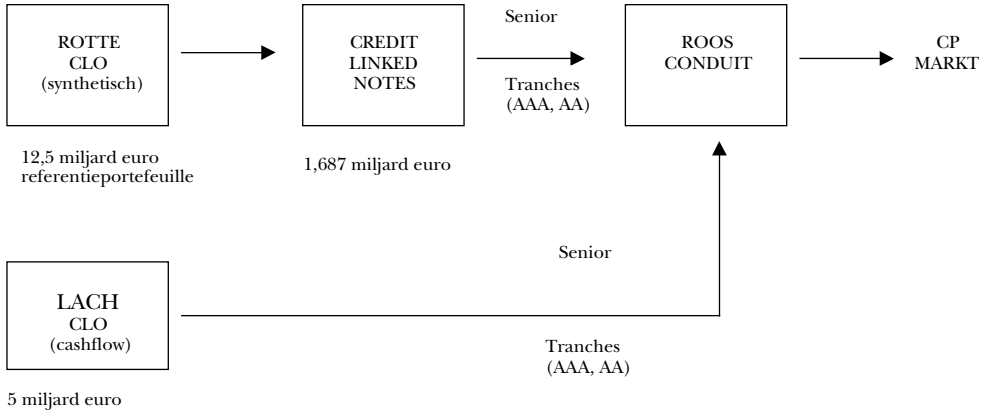 ROTTE
CLO
(synthetisch)
12,5 miljard euro
referentieportefeuille
CREDIT
LINKED
NOTES
1,687 miljard euro
Senior
Tranches
(AAA, AA)
ROOS
CONDUIT
CP
MARKT
LACH
CLO
(cashflow)
5 miljard euro
Senior
Tranches
(AAA, AA)